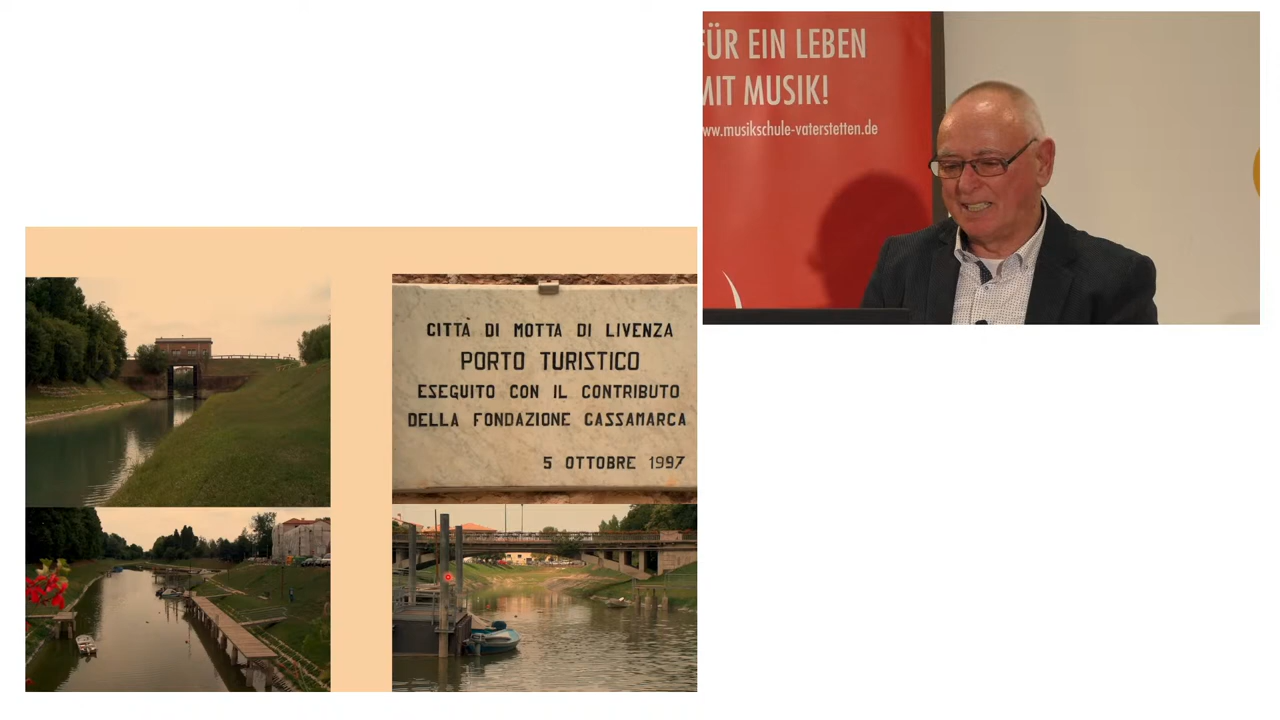 FÜR EIN LEBEN
MIT MUSIK!
www.musikschule-vaterstetten.de
CITTÀ DI MOTTA DI LIVENZA
PORTO TURISTICO
ESEGUITO CON IL CONTRIBUTO
DELLA FONDAZIONE CASSAMARCA
5 OTTOBRE 1997